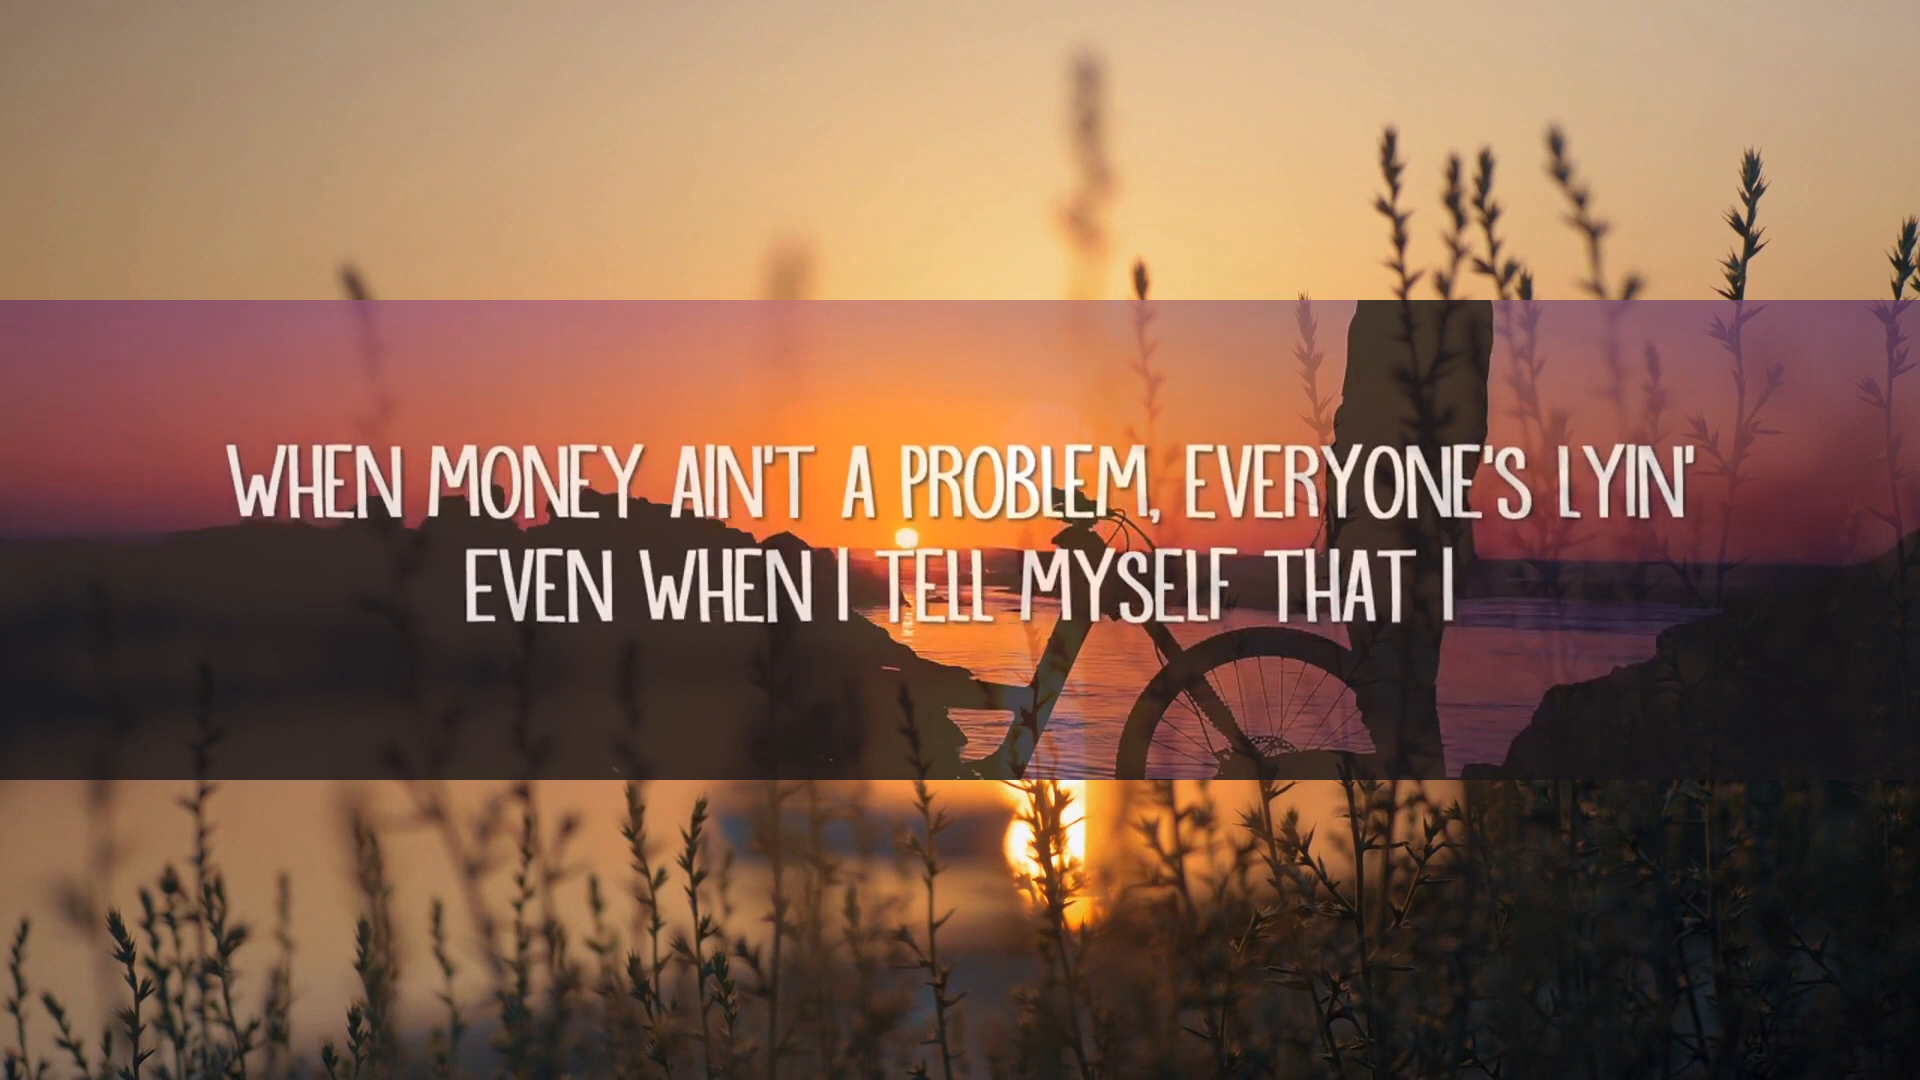 WHEN MONEY AIN'T A PROBLEM, EVERYONE'S LYIN'
EVEN WHEN I TELL MYSELF THAT I